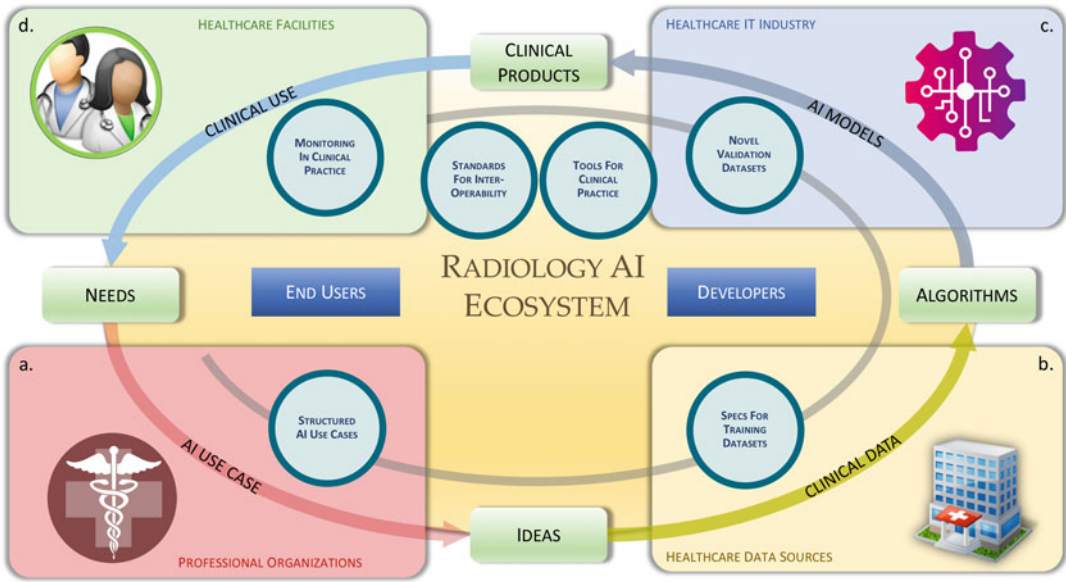 d.
HEALTHCARE FACILITIES
CLINICAL
PRODUCTS
HEALTHCARE IT INDUSTRY
c.
CLINICAL USE
AI MODELS
MONITORING
IN CLINICAL
PRACTICE
STANDARDS
FOR INTER-
OPERABILITY
TOOLS FOR
CLINICAL
PRACTICE
NOVEL
VALIDATION
DATASETS
NEEDS
END USERS
RADIOLOGY AI
ECOSYSTEM
DEVELOPERS
ALGORITHMS
a.
b.
STRUCTURED
AI USE CASES
SPECS FOR
TRAINING
DATASETS
AI USE CASE
CLINICAL DATA
IDEAS
PROFESSIONAL ORGANIZATIONS
HEALTHCARE DATA SOURCES